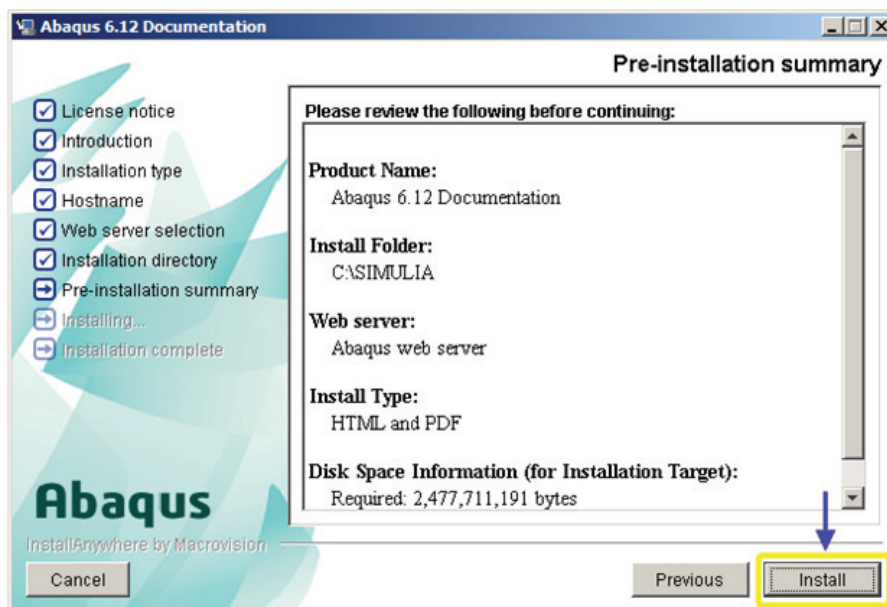 Abaqus 6.12 Documentation
Pre-installation summary
License notice
Introduction
Installation type
Hostname
Web server selection
Installation directory
Pre-installation summary
Installing...
Installation complete
Please review the following before continuing:
Product Name:
Abaqus 6.12 Documentation
Install Folder:
C:\SIMULIA
Web server:
Abaqus web server
Install Type:
HTML and PDF
Disk Space Information (for Installation Target):
Required: 2,477,711,191 bytes
Abaqus
InstallAnywhere by Macrovision
Cancel
Previous
Install